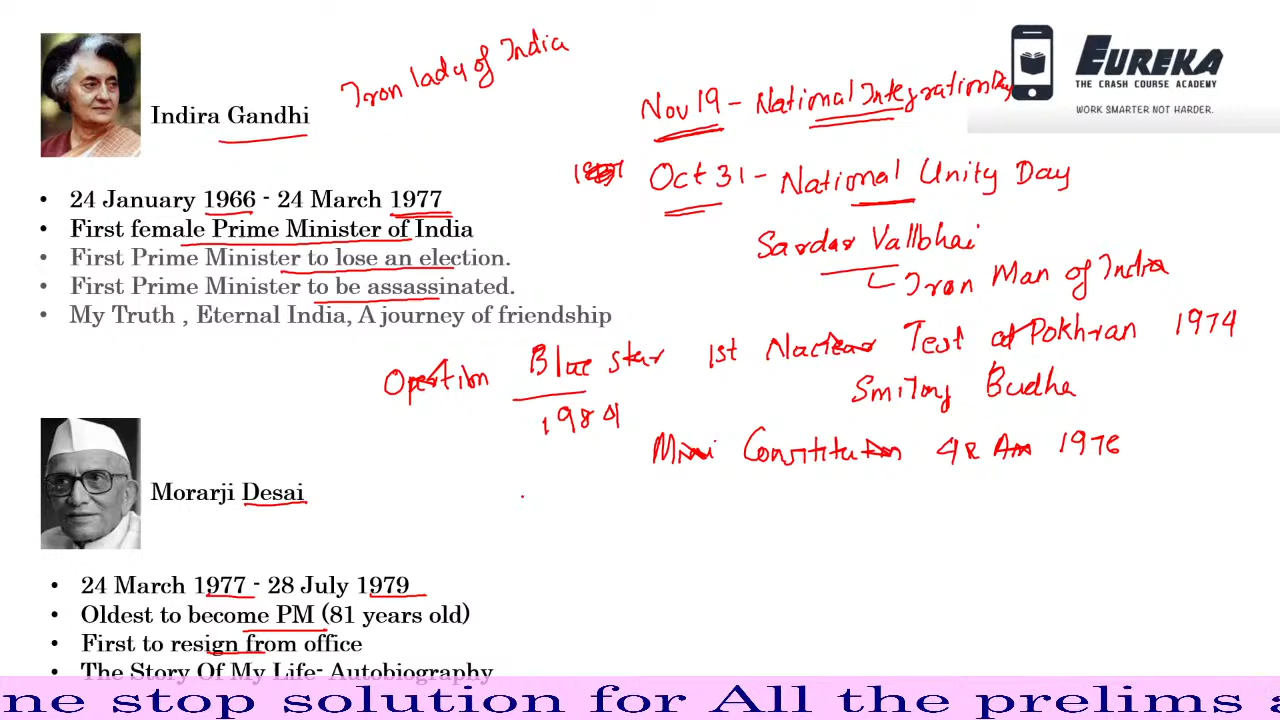 Iron lady of India
EUREKA
THE CRASH COURSE ACADEMY
WORK SMARTER NOT HARDER.
Indira Gandhi
Nov 19 - National Integration Day
Oct 31 - National Unity Day
Sardar Vallbhai
Iron Man of India
• 24 January 1966 - 24 March 1977
• First female Prime Minister of India
• First Prime Minister to lose an election.
• First Prime Minister to be assassinated.
• My Truth , Eternal India, A journey of friendship
Operation Blue star
1984
1st Nuclear Test at Pokhran 1974
Smiling Budha
Mini Constitution 42 Am 1976
Morarji Desai
• 24 March 1977 - 28 July 1979
• Oldest to become PM (81 years old)
• First to resign from office
• The Story Of My Life- Autobiography
ne stop solution for All the prelims a